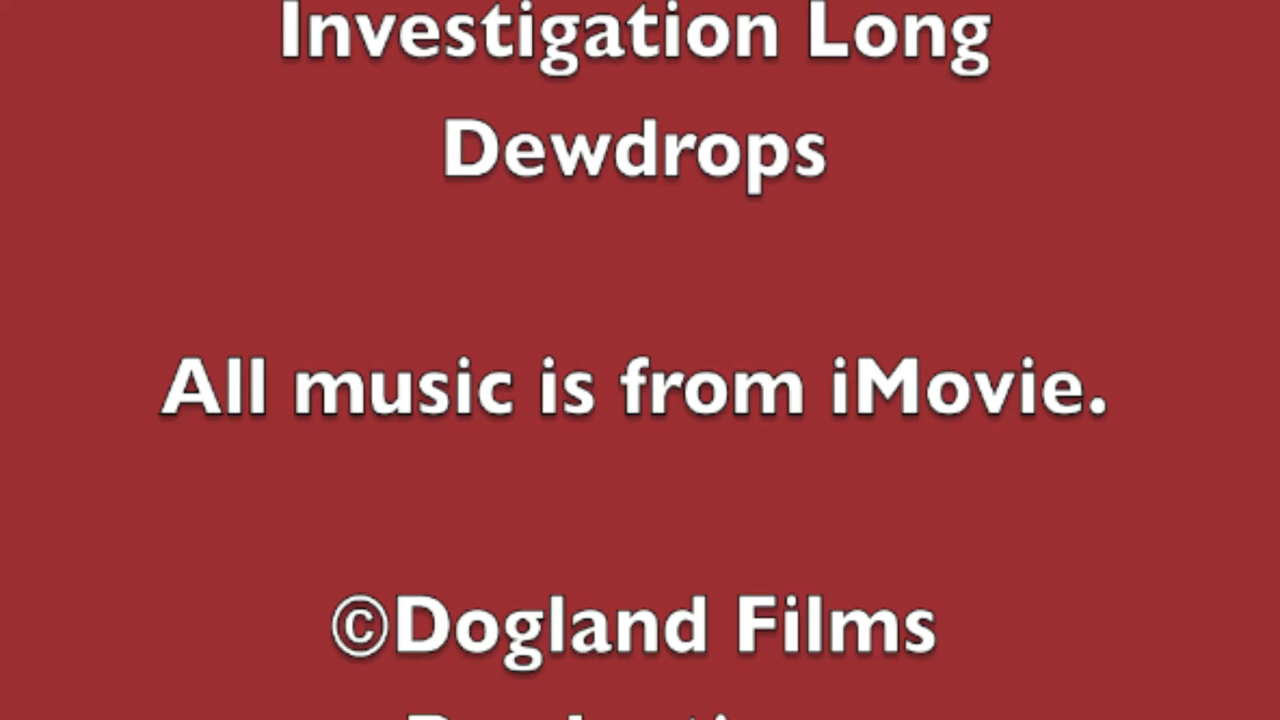 Investigation Long
Dewdrops
All music is from iMovie.
©Dogland Films